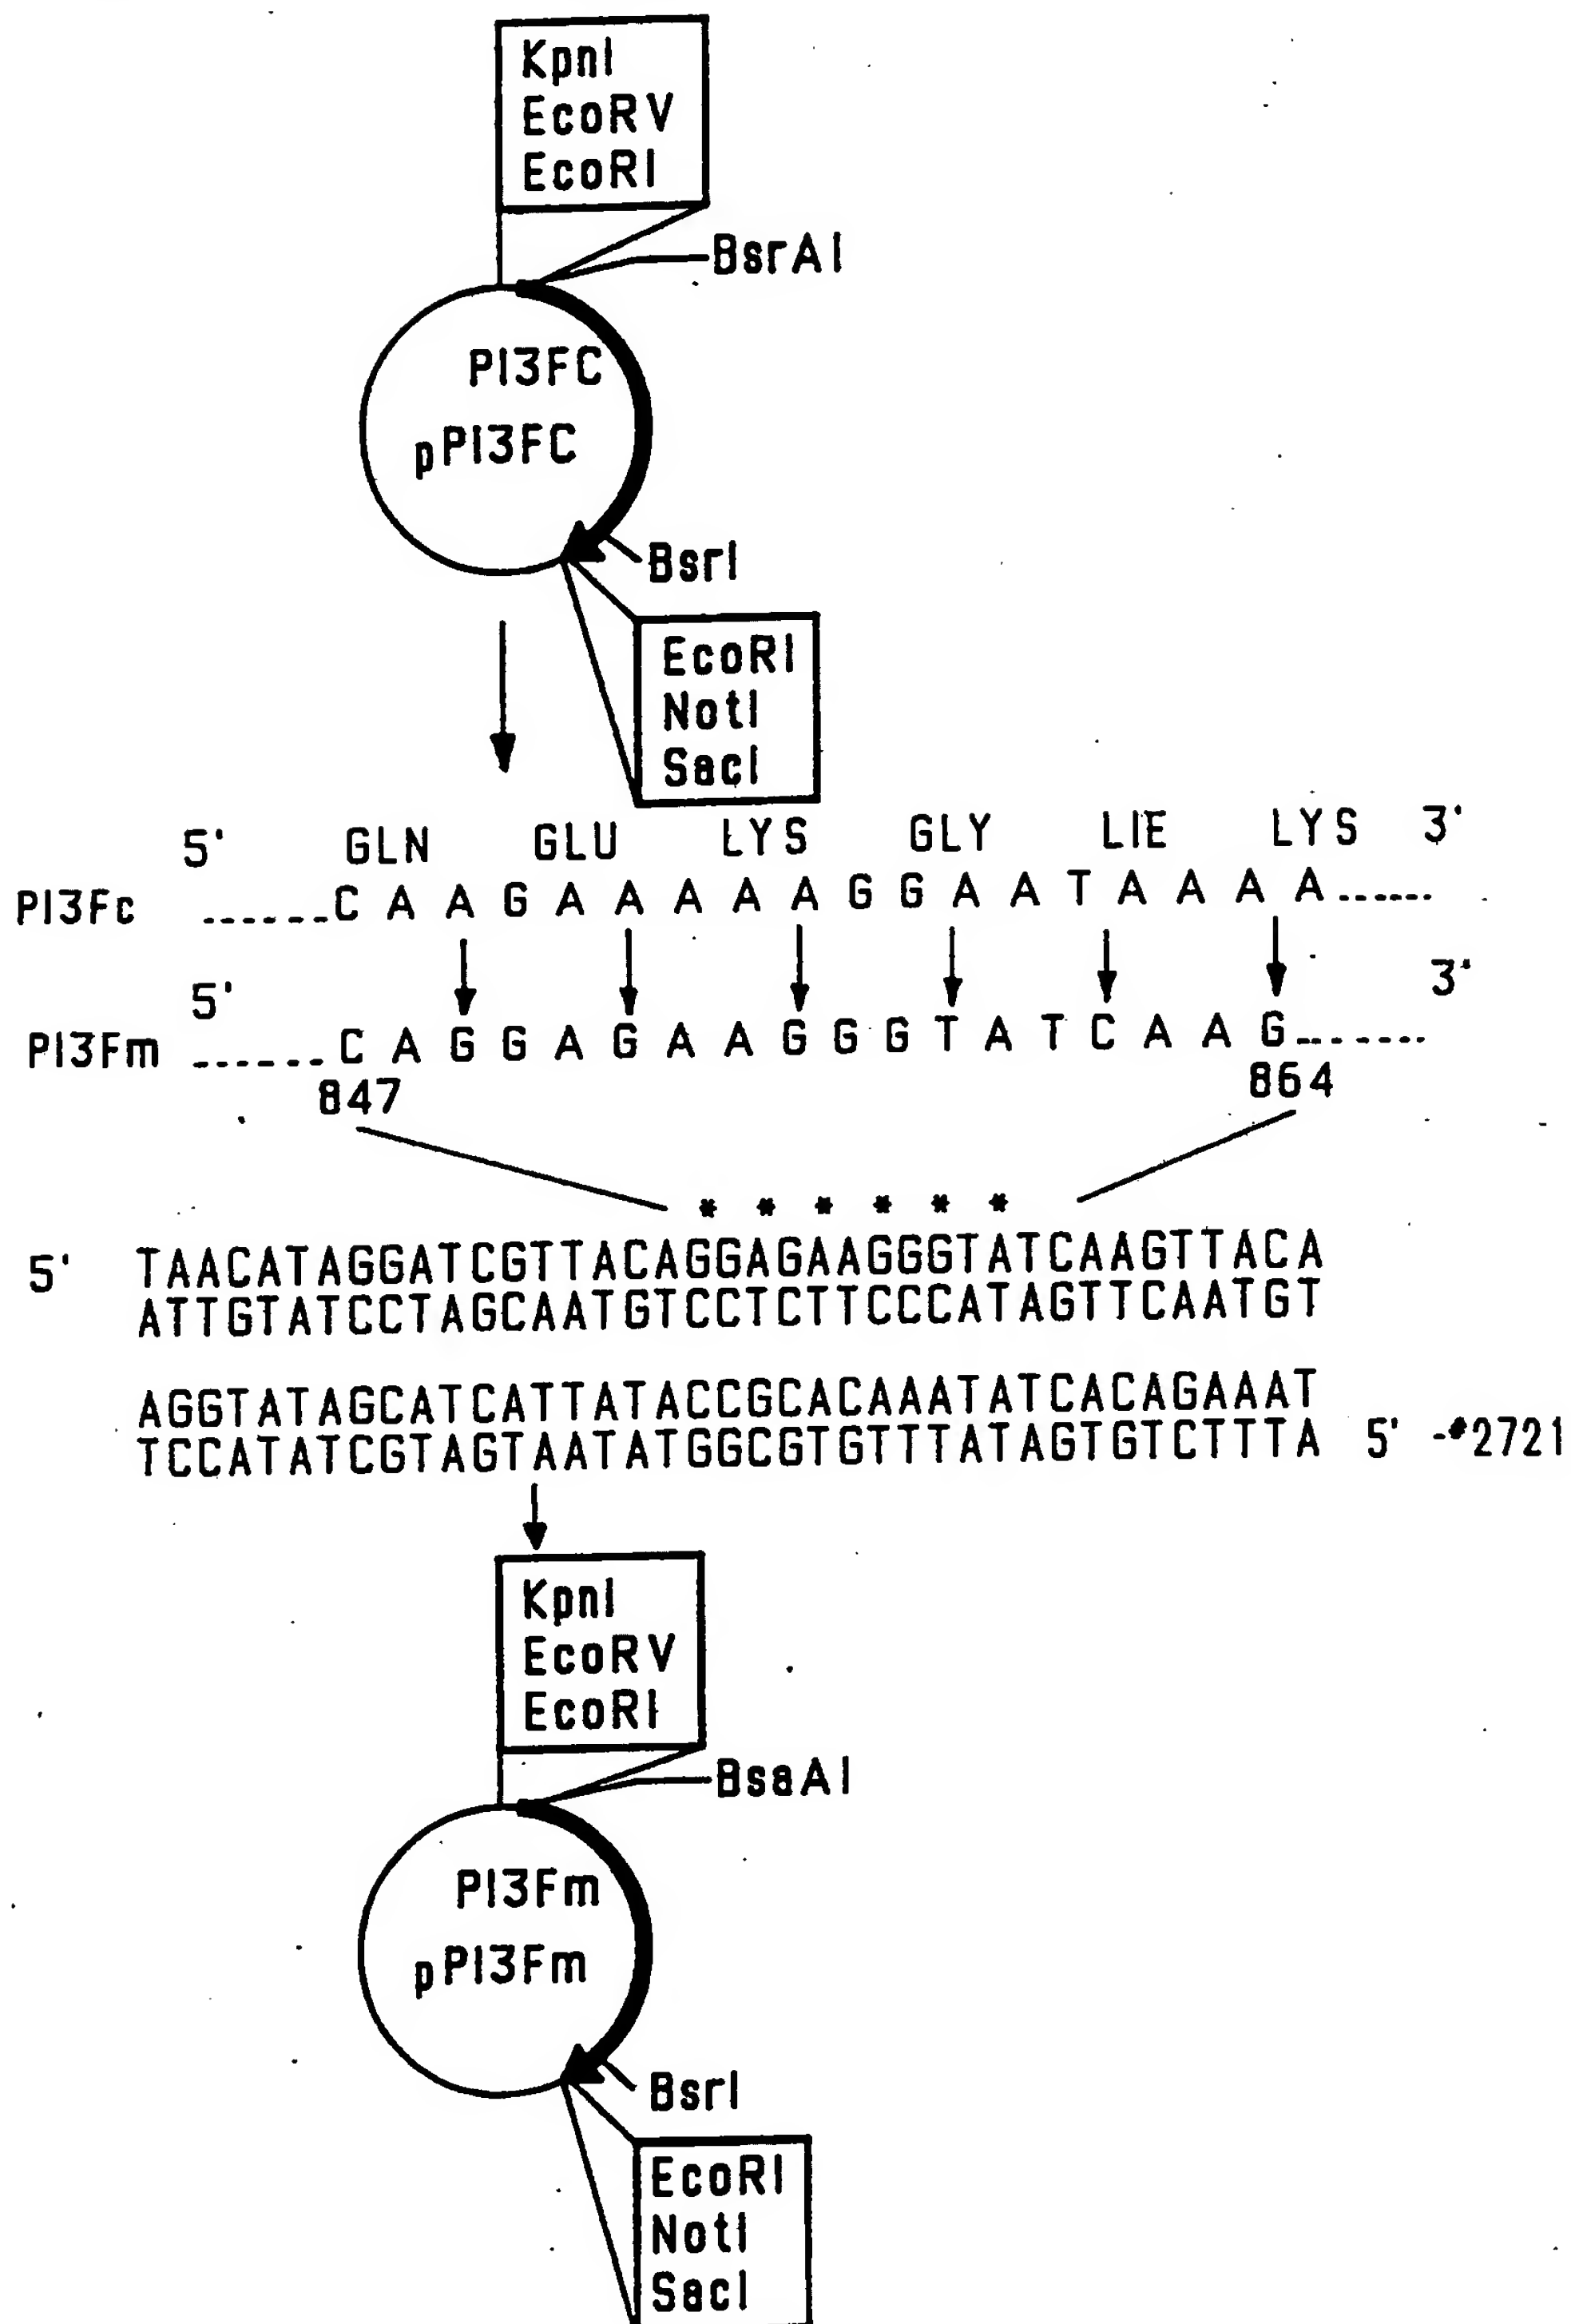 KpnI
EcoRV
EcoRI
BsrAI
PI3FC
pPI3FC
BsrI
EcoRI
NotI
SacI
5' GLN GLU LYS GLY LIE LYS 3'
PI3Fc ......C A A G A A A A A G G A A T A A A A......
5' 3'
PI3Fm ......C A G G A G A A G G G T A T C A A G.......
847 864
* * * * * *
5' TAACATAGGATCGTTACAGGAGAAGGGTATCAAGTTACA
ATTGTATCCTAGCAATGTCCTCTTCCCATAGTTCAATGT
AGGTATAGCATCATTATACCGCACAAATATCACAGAAAT
TCCATATCGTAGTAATATGGCGTGTTTATAGTGTCTTTA 5' -#2721
KpnI
EcoRV
EcoRI
BsaAI
PI3Fm
pPI3Fm
BsrI
EcoRI
NotI
SacI